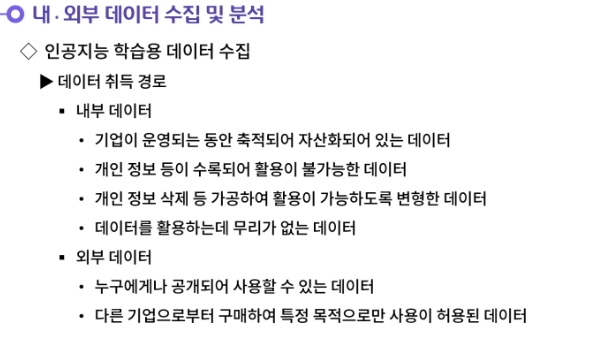 내·외부 데이터 수집 및 분석
◇ 인공지능 학습용 데이터 수집
▶ 데이터 취득 경로
▪ 내부 데이터
• 기업이 운영되는 동안 축적되어 자산화되어 있는 데이터
• 개인 정보 등이 수록되어 활용이 불가능한 데이터
• 개인 정보 삭제 등 가공하여 활용이 가능하도록 변형한 데이터
• 데이터를 활용하는데 무리가 없는 데이터
▪ 외부 데이터
• 누구에게나 공개되어 사용할 수 있는 데이터
• 다른 기업으로부터 구매하여 특정 목적으로만 사용이 허용된 데이터